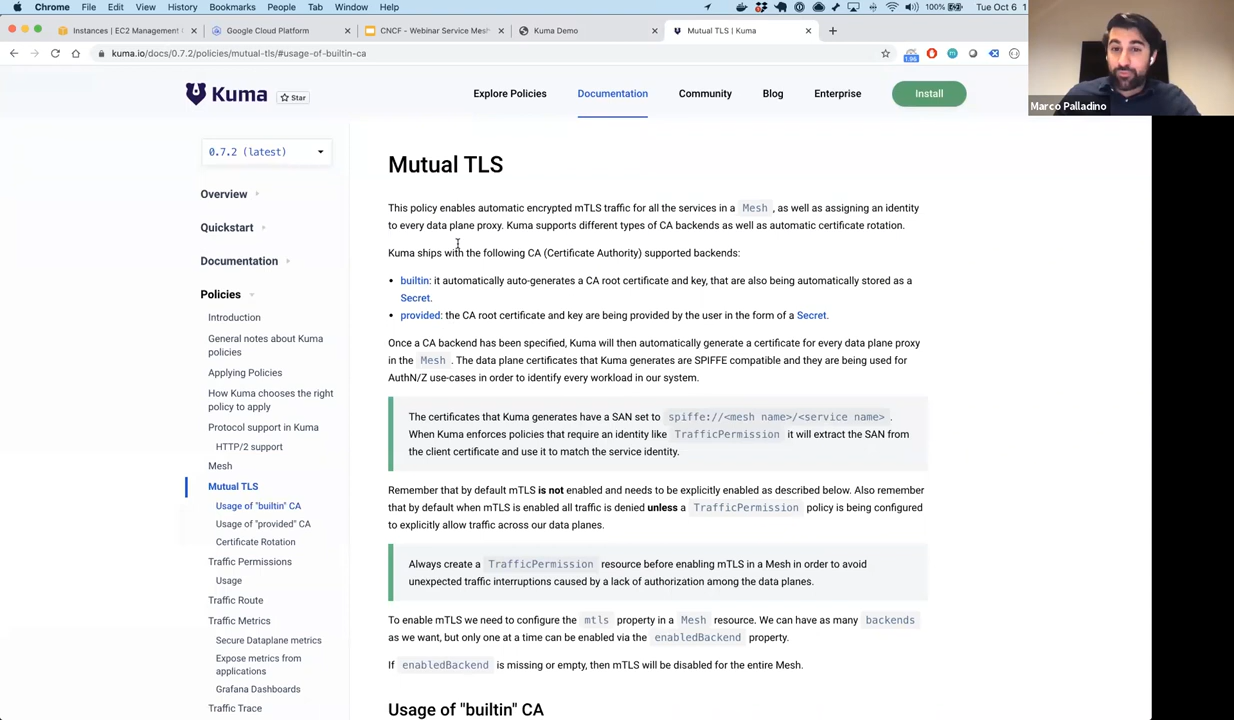 Chrome File Edit View History Bookmarks People Tab Window Help 100% Tue Oct 6 1
Instances | EC2 Management Google Cloud Platform CNCF - Webinar Service Mesh Kuma Demo Mutual TLS | Kuma
kuma.io/docs/0.7.2/policies/mutual-tls/#usage-of-builtin-ca 1.96
Marco Palladino
Kuma Star Explore Policies Documentation Community Blog Enterprise Install
0.7.2 (latest)
Overview
Quickstart
Documentation
Policies
Introduction
General notes about Kuma
policies
Applying Policies
How Kuma chooses the right
policy to apply
Protocol support in Kuma
HTTP/2 support
Mesh
Mutual TLS
Usage of "builtin" CA
Usage of "provided" CA
Certificate Rotation
Traffic Permissions
Usage
Traffic Route
Traffic Metrics
Secure Dataplane metrics
Expose metrics from
applications
Grafana Dashboards
Traffic Trace
Mutual TLS
This policy enables automatic encrypted mTLS traffic for all the services in a Mesh , as well as assigning an identity
to every data plane proxy. Kuma supports different types of CA backends as well as automatic certificate rotation.
Kuma ships with the following CA (Certificate Authority) supported backends:
• builtin: it automatically auto-generates a CA root certificate and key, that are also being automatically stored as a
Secret.
• provided: the CA root certificate and key are being provided by the user in the form of a Secret.
Once a CA backend has been specified, Kuma will then automatically generate a certificate for every data plane proxy
in the Mesh . The data plane certificates that Kuma generates are SPIFFE compatible and they are being used for
AuthN/Z use-cases in order to identify every workload in our system.
The certificates that Kuma generates have a SAN set to spiffe://<mesh name>/<service name> .
When Kuma enforces policies that require an identity like TrafficPermission it will extract the SAN from
the client certificate and use it to match the service identity.
Remember that by default mTLS is not enabled and needs to be explicitly enabled as described below. Also remember
that by default when mTLS is enabled all traffic is denied unless a TrafficPermission policy is being configured
to explicitly allow traffic across our data planes.
Always create a TrafficPermission resource before enabling mTLS in a Mesh in order to avoid
unexpected traffic interruptions caused by a lack of authorization among the data planes.
To enable mTLS we need to configure the mtls property in a Mesh resource. We can have as many backends
as we want, but only one at a time can be enabled via the enabledBackend property.
If enabledBackend is missing or empty, then mTLS will be disabled for the entire Mesh.
Usage of "builtin" CA